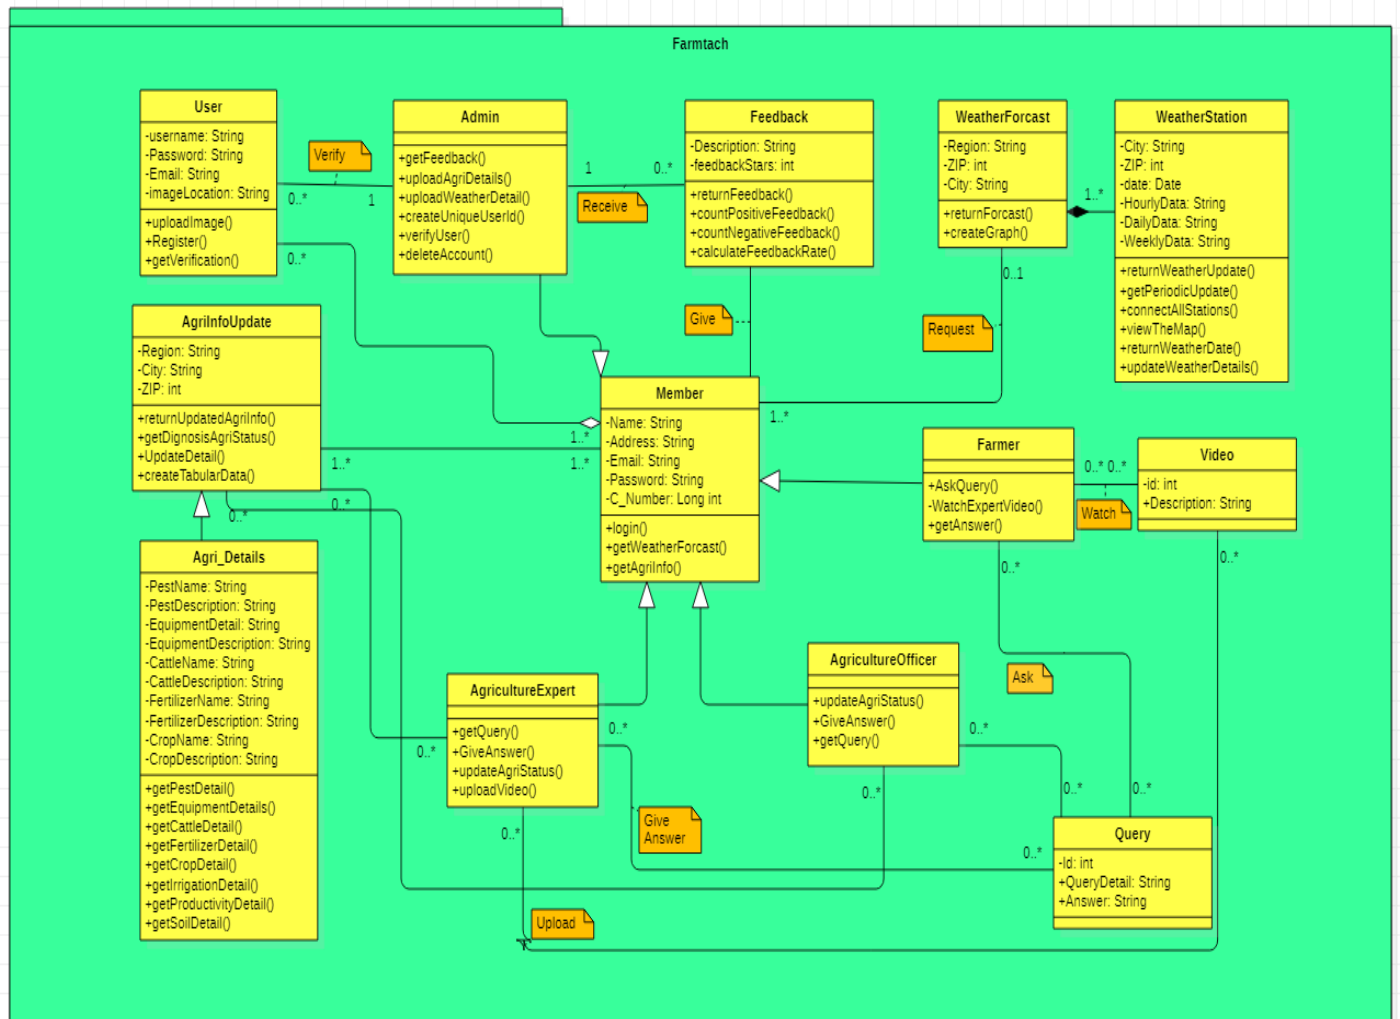 Farmtach
User
-username: String
-Password: String
-Email: String
-imageLocation: String
+uploadImage()
+Register()
+getVerification()
Verify
0..*
1
0..*
Admin
+getFeedback()
+uploadAgriDetails()
+uploadWeatherDetail()
+createUniqueUserId()
+verifyUser()
+deleteAccount()
1
0..*
Receive
Feedback
-Description: String
-feedbackStars: int
+returnFeedback()
+countPositiveFeedback()
+countNegativeFeedback()
+calculateFeedbackRate()
Give
WeatherForcast
-Region: String
-ZIP: int
-City: String
+returnForcast()
+createGraph()
1..*
0..1
Request
WeatherStation
-City: String
-ZIP: int
-date: Date
-HourlyData: String
-DailyData: String
-WeeklyData: String
+returnWeatherUpdate()
+getPeriodicUpdate()
+connectAllStations()
+viewTheMap()
+returnWeatherDate()
+updateWeatherDetails()
AgriInfoUpdate
-Region: String
-City: String
-ZIP: int
+returnUpdatedAgriInfo()
+getDignosisAgriStatus()
+UpdateDetail()
+createTabularData()
1..*
0..*
0..*
1..*
1..*
Member
-Name: String
-Address: String
-Email: String
-Password: String
-C_Number: Long int
+login()
+getWeatherForcast()
+getAgriInfo()
1..*
Farmer
+AskQuery()
-WatchExpertVideo()
+getAnswer()
0..* 0..*
Watch
Video
-id: int
+Description: String
0..*
0..*
Agri_Details
-PestName: String
-PestDescription: String
-EquipmentDetail: String
-EquipmentDescription: String
-CattleName: String
-CattleDescription: String
-FertilizerName: String
-FertilizerDescription: String
-CropName: String
-CropDescription: String
+getPestDetail()
+getEquipmentDetails()
+getCattleDetail()
+getFertilizerDetail()
+getCropDetail()
+getIrrigationDetail()
+getProductivityDetail()
+getSoilDetail()
AgricultureExpert
+getQuery()
+GiveAnswer()
+updateAgriStatus()
+uploadVideo()
0..*
0..*
0..*
Give
Answer
Upload
AgricultureOfficer
+updateAgriStatus()
+GiveAnswer()
+getQuery()
0..*
0..*
Ask
0..*
0..*
0..*
Query
-Id: int
+QueryDetail: String
+Answer: String